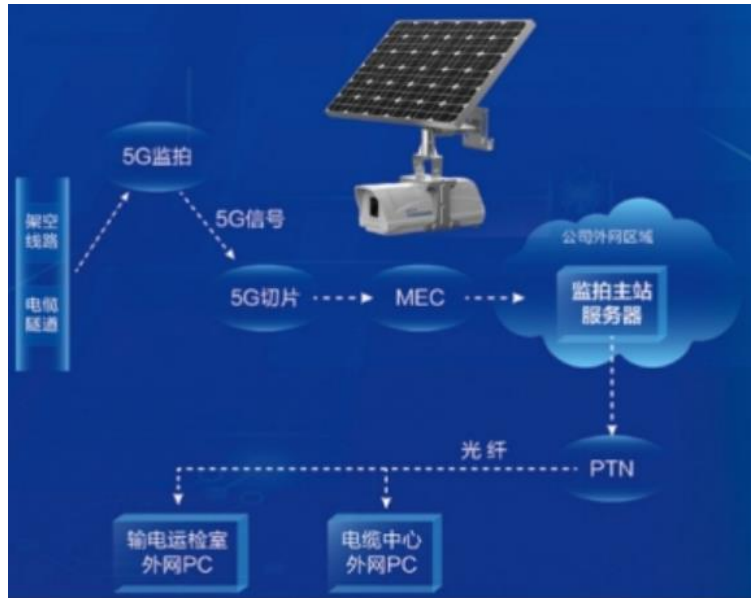 5G监拍
架空
线路
5G信号
公司外网区域
电缆
隧道
5G切片
MEC
监拍主站
服务器
光纤
PTN
输电运检室
外网PC
电缆中心
外网PC